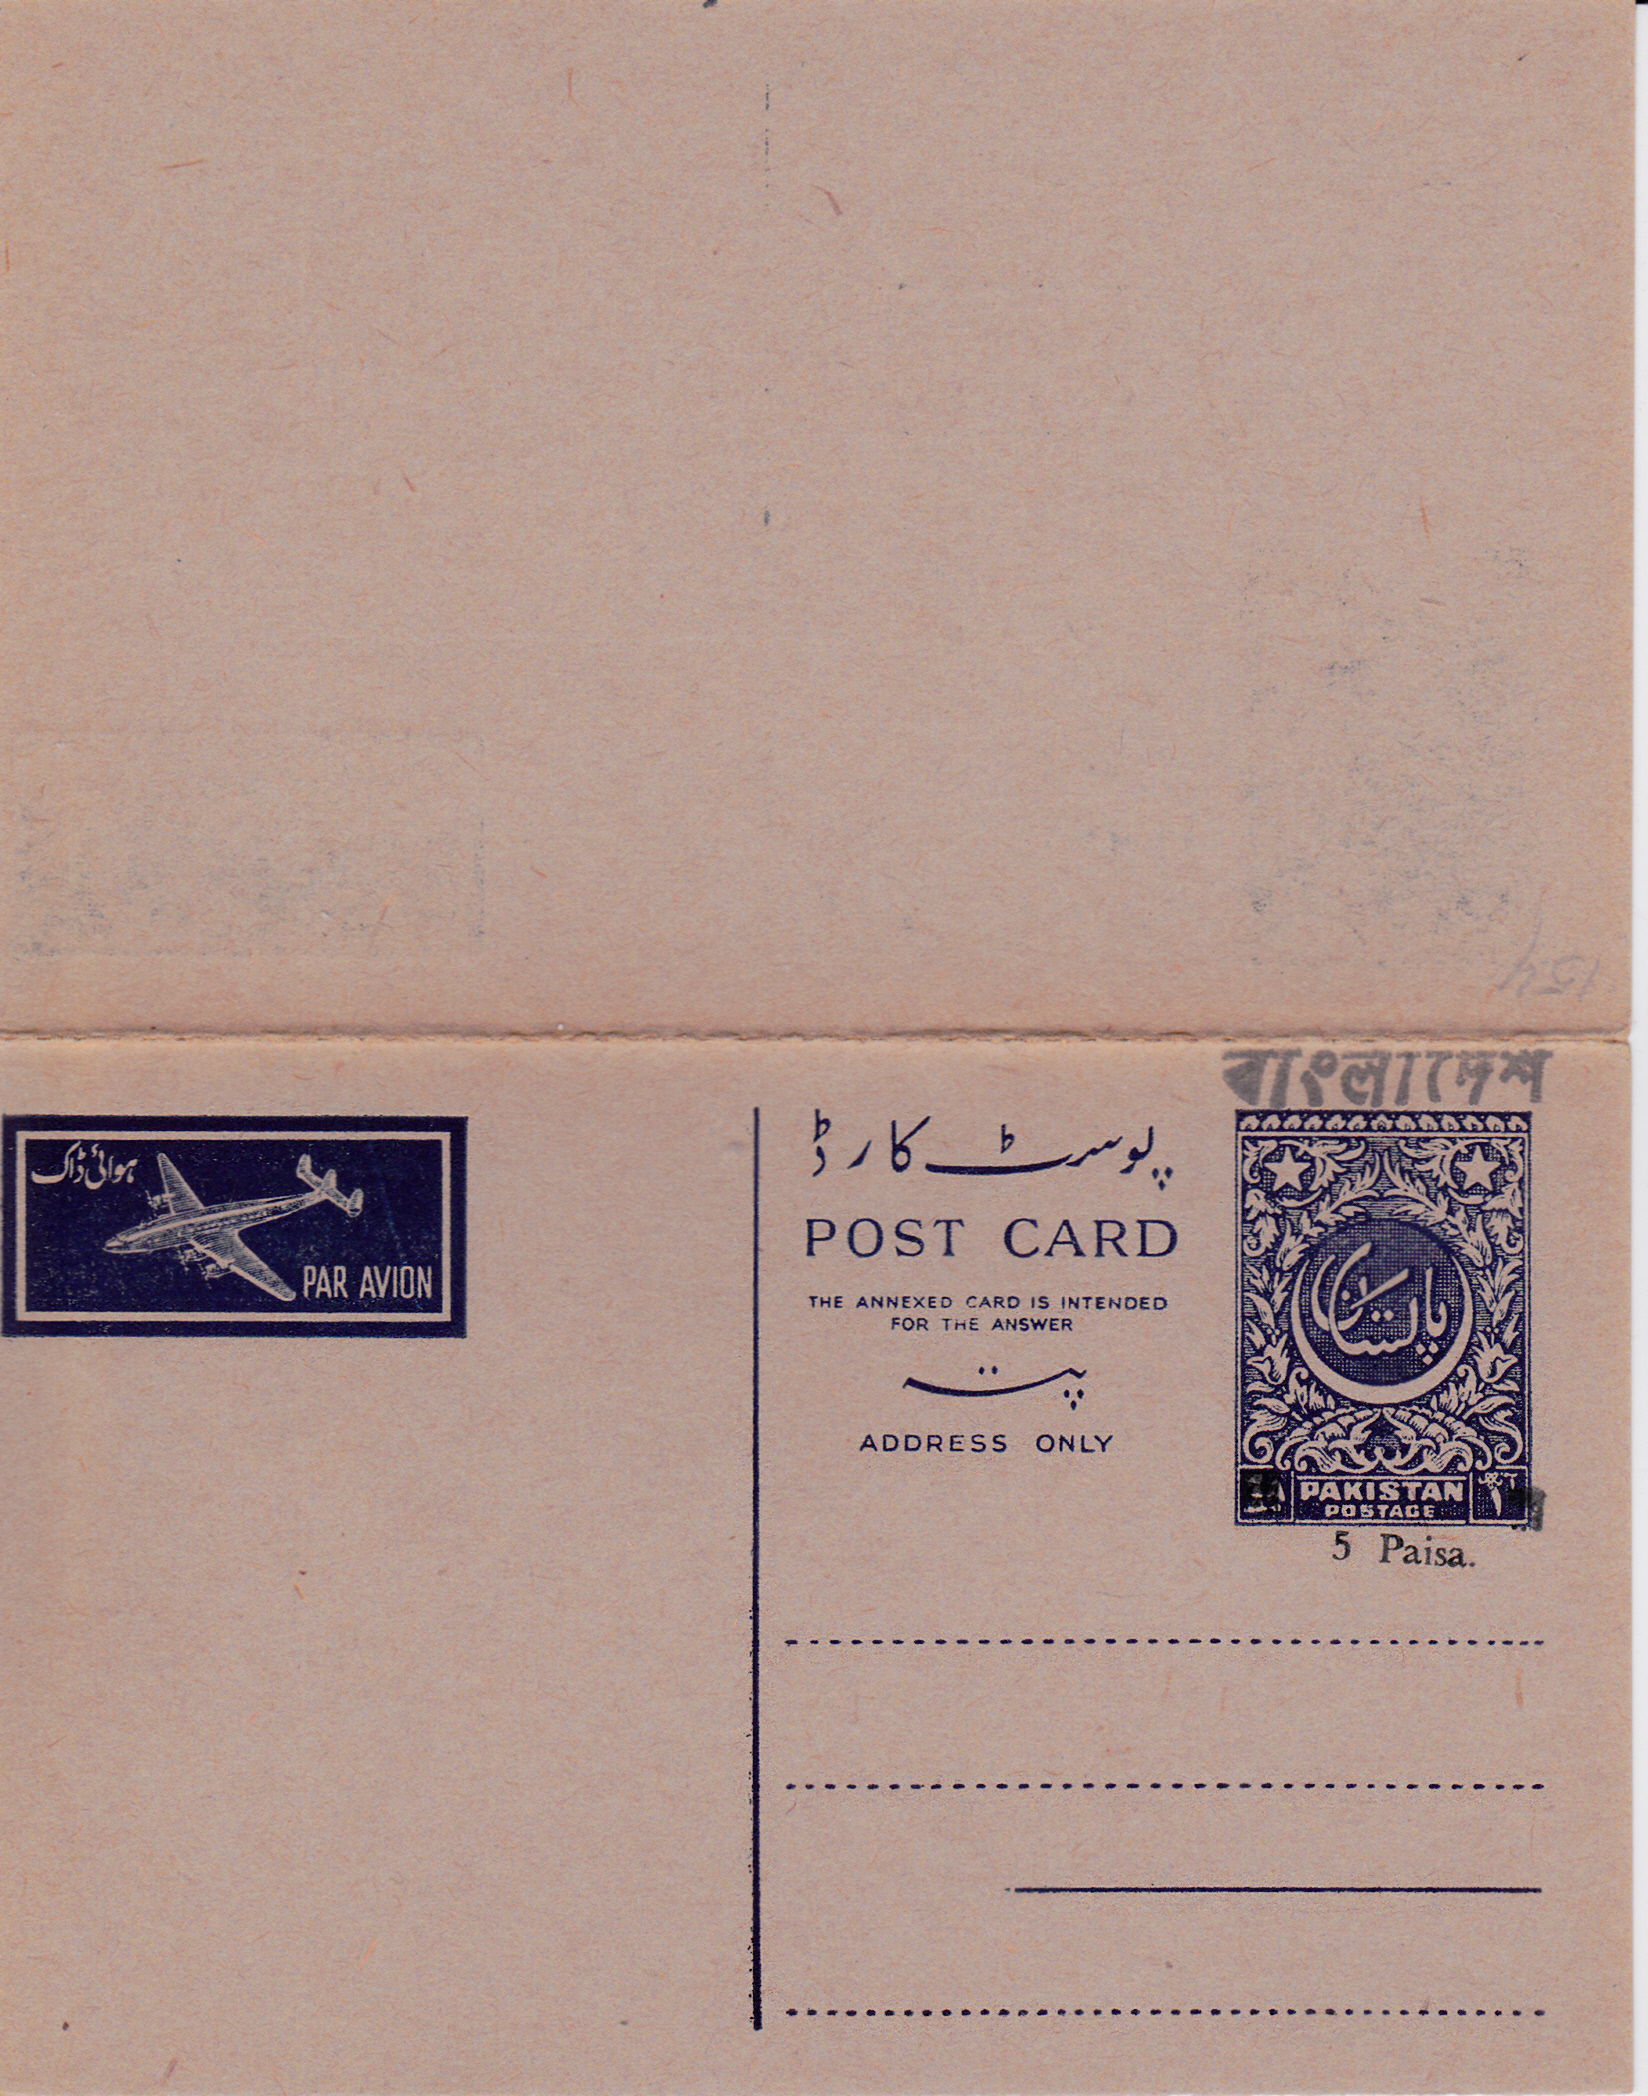 154
বাংলাদেশ
ہوائی ڈاک
PAR AVION
پوسٹ کارڈ
POST CARD
THE ANNEXED CARD IS INTENDED
FOR THE ANSWER
پتہ
ADDRESS ONLY
پاکستان
PAKISTAN
POSTAGE
5 Paisa.